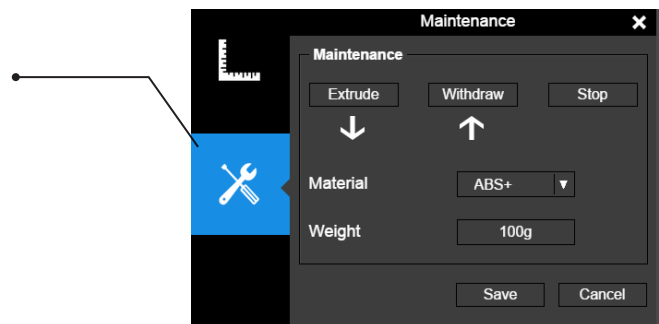 Maintenance
Maintenance
Extrude Withdraw Stop
Material ABS+
Weight 100g
Save Cancel